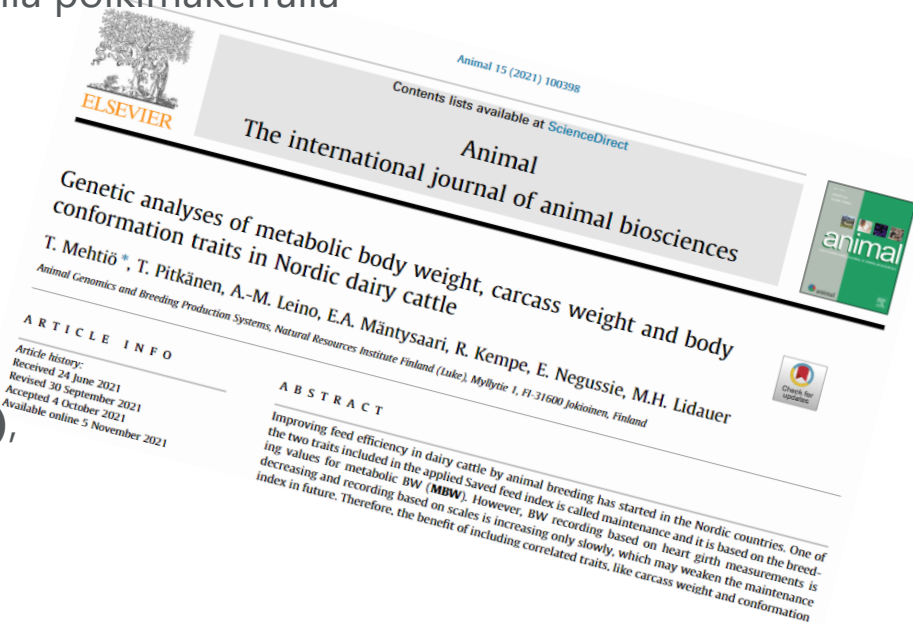 poikimakerralla
Animal 15 (2021) 100398
Contents lists available at ScienceDirect
Animal
The international journal of animal biosciences
ELSEVIER
animal
Genetic analyses of metabolic body weight, carcass weight and body
conformation traits in Nordic dairy cattle
Check for
updates
T. Mehtiö *, T. Pitkänen, A.-M. Leino, E.A. Mäntysaari, R. Kempe, E. Negussie, M.H. Lidauer
Animal Genomics and Breeding Production Systems, Natural Resources Institute Finland (Luke), Myllytie 1, FI-31600 Jokioinen, Finland
ARTICLE INFO
Article history:
Received 24 June 2021
Revised 30 September 2021
Accepted 4 October 2021
Available online 5 November 2021
),
ABSTRACT
Improving feed efficiency in dairy cattle by animal breeding has started in the Nordic countries. One of
the two traits included in the applied Saved feed index is called maintenance and it is based on the breed-
ing values for metabolic BW (MBW). However, BW recording based on heart girth measurements is
decreasing and recording based on scales is increasing only slowly, which may weaken the maintenance
index in future. Therefore, the benefit of including correlated traits, like carcass weight and conformation